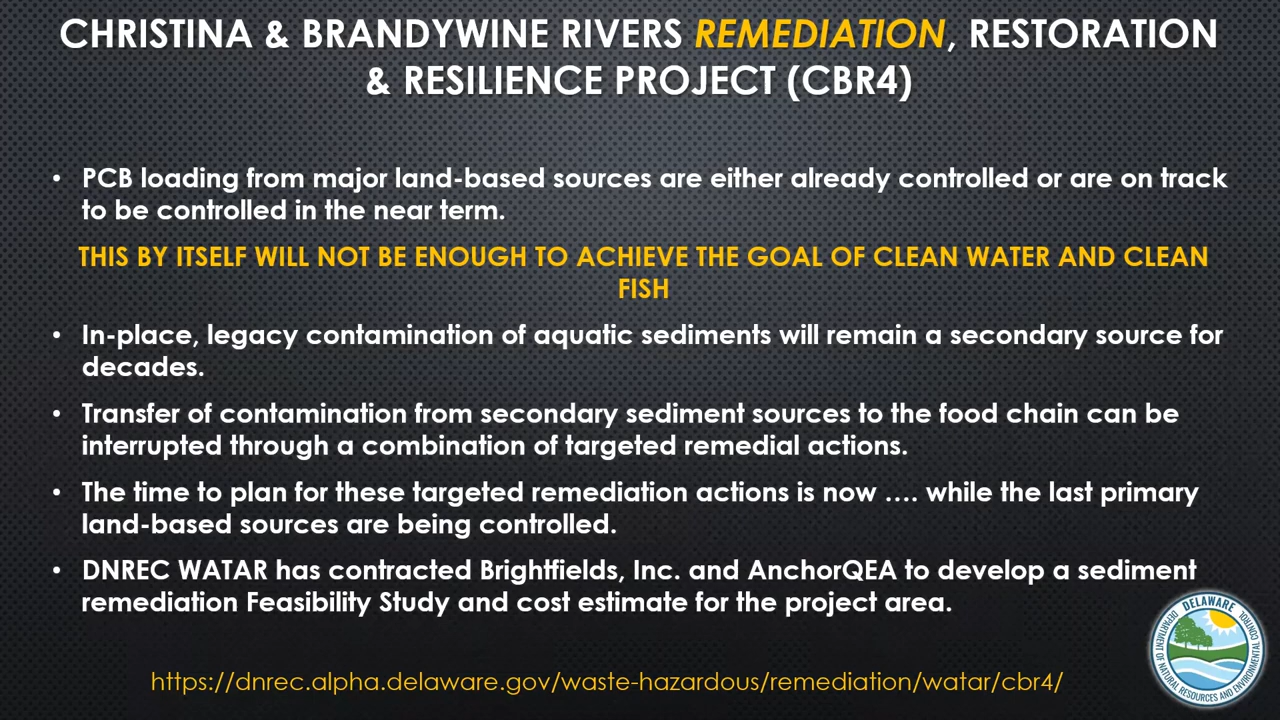 CHRISTINA & BRANDYWINE RIVERS REMEDIATION, RESTORATION
& RESILIENCE PROJECT (CBR4)
• PCB loading from major land-based sources are either already controlled or are on track
to be controlled in the near term.
THIS BY ITSELF WILL NOT BE ENOUGH TO ACHIEVE THE GOAL OF CLEAN WATER AND CLEAN
FISH
• In-place, legacy contamination of aquatic sediments will remain a secondary source for
decades.
• Transfer of contamination from secondary sediment sources to the food chain can be
interrupted through a combination of targeted remedial actions.
• The time to plan for these targeted remediation actions is now …. while the last primary
land-based sources are being controlled.
• DNREC WATAR has contracted Brightfields, Inc. and AnchorQEA to develop a sediment
remediation Feasibility Study and cost estimate for the project area.
DELAWARE
DEPARTMENT OF NATURAL RESOURCES AND ENVIRONMENTAL CONTROL
https://dnrec.alpha.delaware.gov/waste-hazardous/remediation/watar/cbr4/